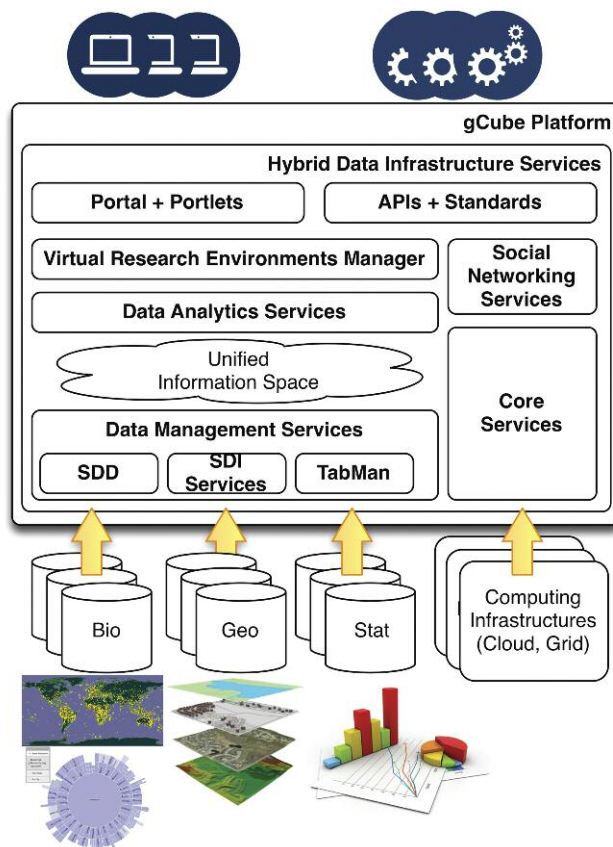 gCube Platform
Hybrid Data Infrastructure Services
Portal + Portlets
APIs + Standards
Virtual Research Environments Manager
Social
Networking
Services
Data Analytics Services
Unified
Information Space
Core
Services
Data Management Services
SDD
SDI
Services
TabMan
Bio
Geo
Stat
Computing
Infrastructures
(Cloud, Grid)